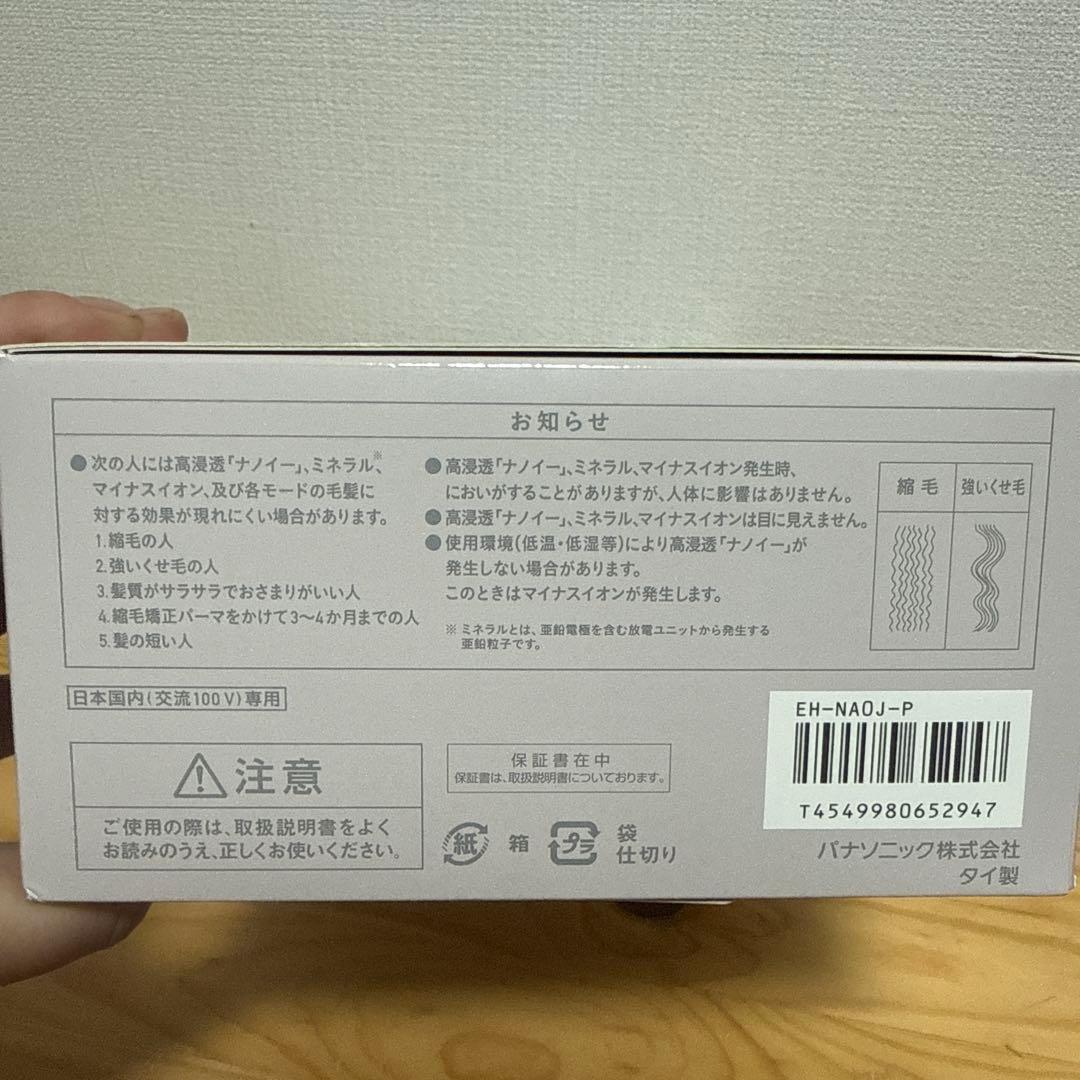 お知らせ
●次の人には高浸透「ナノイー」、ミネラル※、
マイナスイオン、及び各モードの毛髪に
対する効果が現れにくい場合があります。
1.縮毛の人
2.強いくせ毛の人
3.髪質がサラサラでおさまりがいい人
4.縮毛矯正パーマをかけて3〜4か月までの人
5.髪の短い人
●高浸透「ナノイー」、ミネラル、マイナスイオン発生時、
においがすることがありますが、人体に影響はありません。
●高浸透「ナノイー」、ミネラル、マイナスイオンは目に見えません。
●使用環境(低温・低湿等)により高浸透「ナノイー」が
発生しない場合があります。
このときはマイナスイオンが発生します。
※ ミネラルとは、亜鉛電極を含む放電ユニットから発生する
亜鉛粒子です。
縮毛
強いくせ毛
日本国内(交流100V)専用
注意
ご使用の際は、取扱説明書をよく
お読みのうえ、正しくお使いください。
保証書在中
保証書は、取扱説明書についております。
紙 箱
プラ 袋
仕切り
EH-NA0J-P
T4549980652947
パナソニック株式会社
タイ製